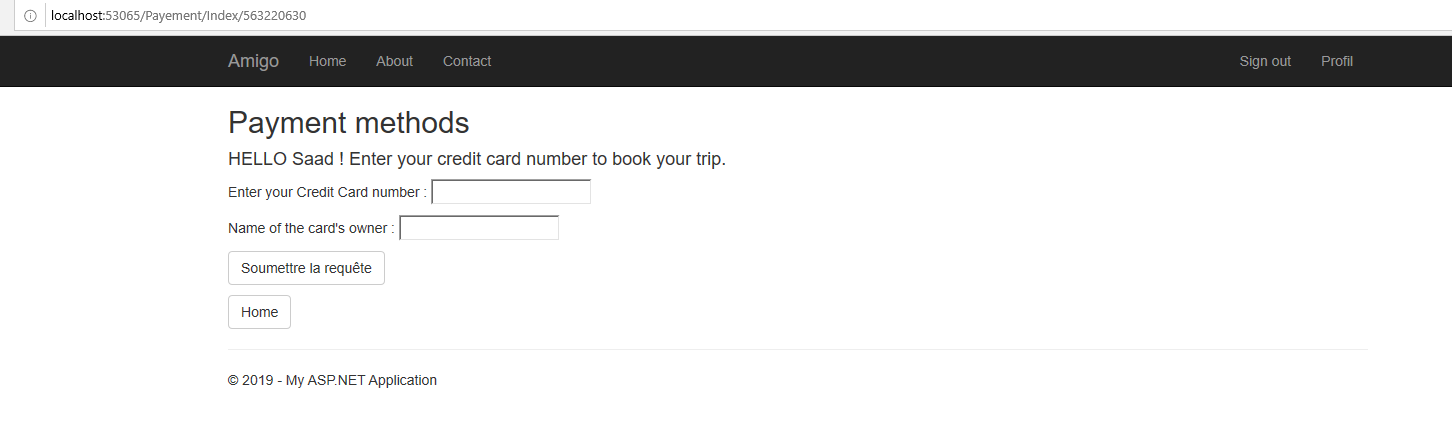 localhost:53065/Payement/Index/563220630
Amigo Home About Contact Sign out Profil
Payment methods
HELLO Saad ! Enter your credit card number to book your trip.
Enter your Credit Card number :
Name of the card's owner :
Soumettre la requête
Home
© 2019 - My ASP.NET Application